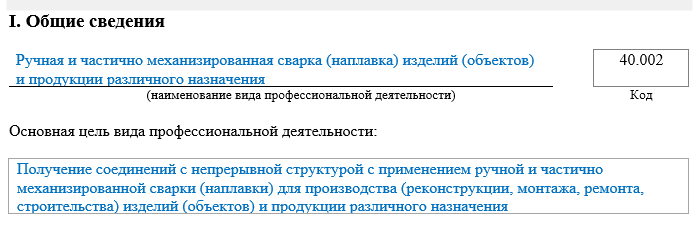 I. Общие сведения
Ручная и частично механизированная сварка (наплавка) изделий (объектов)
и продукции различного назначения
40.002
(наименование вида профессиональной деятельности)
Код
Основная цель вида профессиональной деятельности:
Получение соединений с непрерывной структурой с применением ручной и частично
механизированной сварки (наплавки) для производства (реконструкции, монтажа, ремонта,
строительства) изделий (объектов) и продукции различного назначения